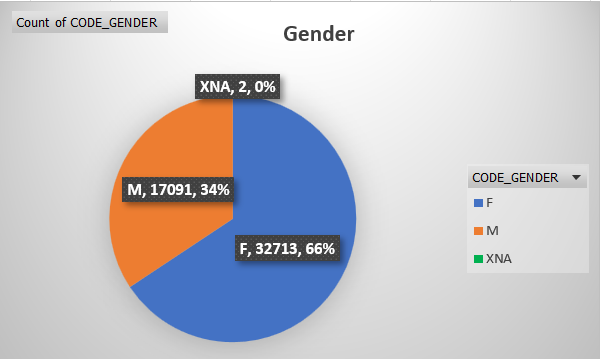 Count of CODE_GENDER
Gender
XNA, 2, 0%
M, 17091, 34%
F, 32713, 66%
CODE_GENDER
F
M
XNA